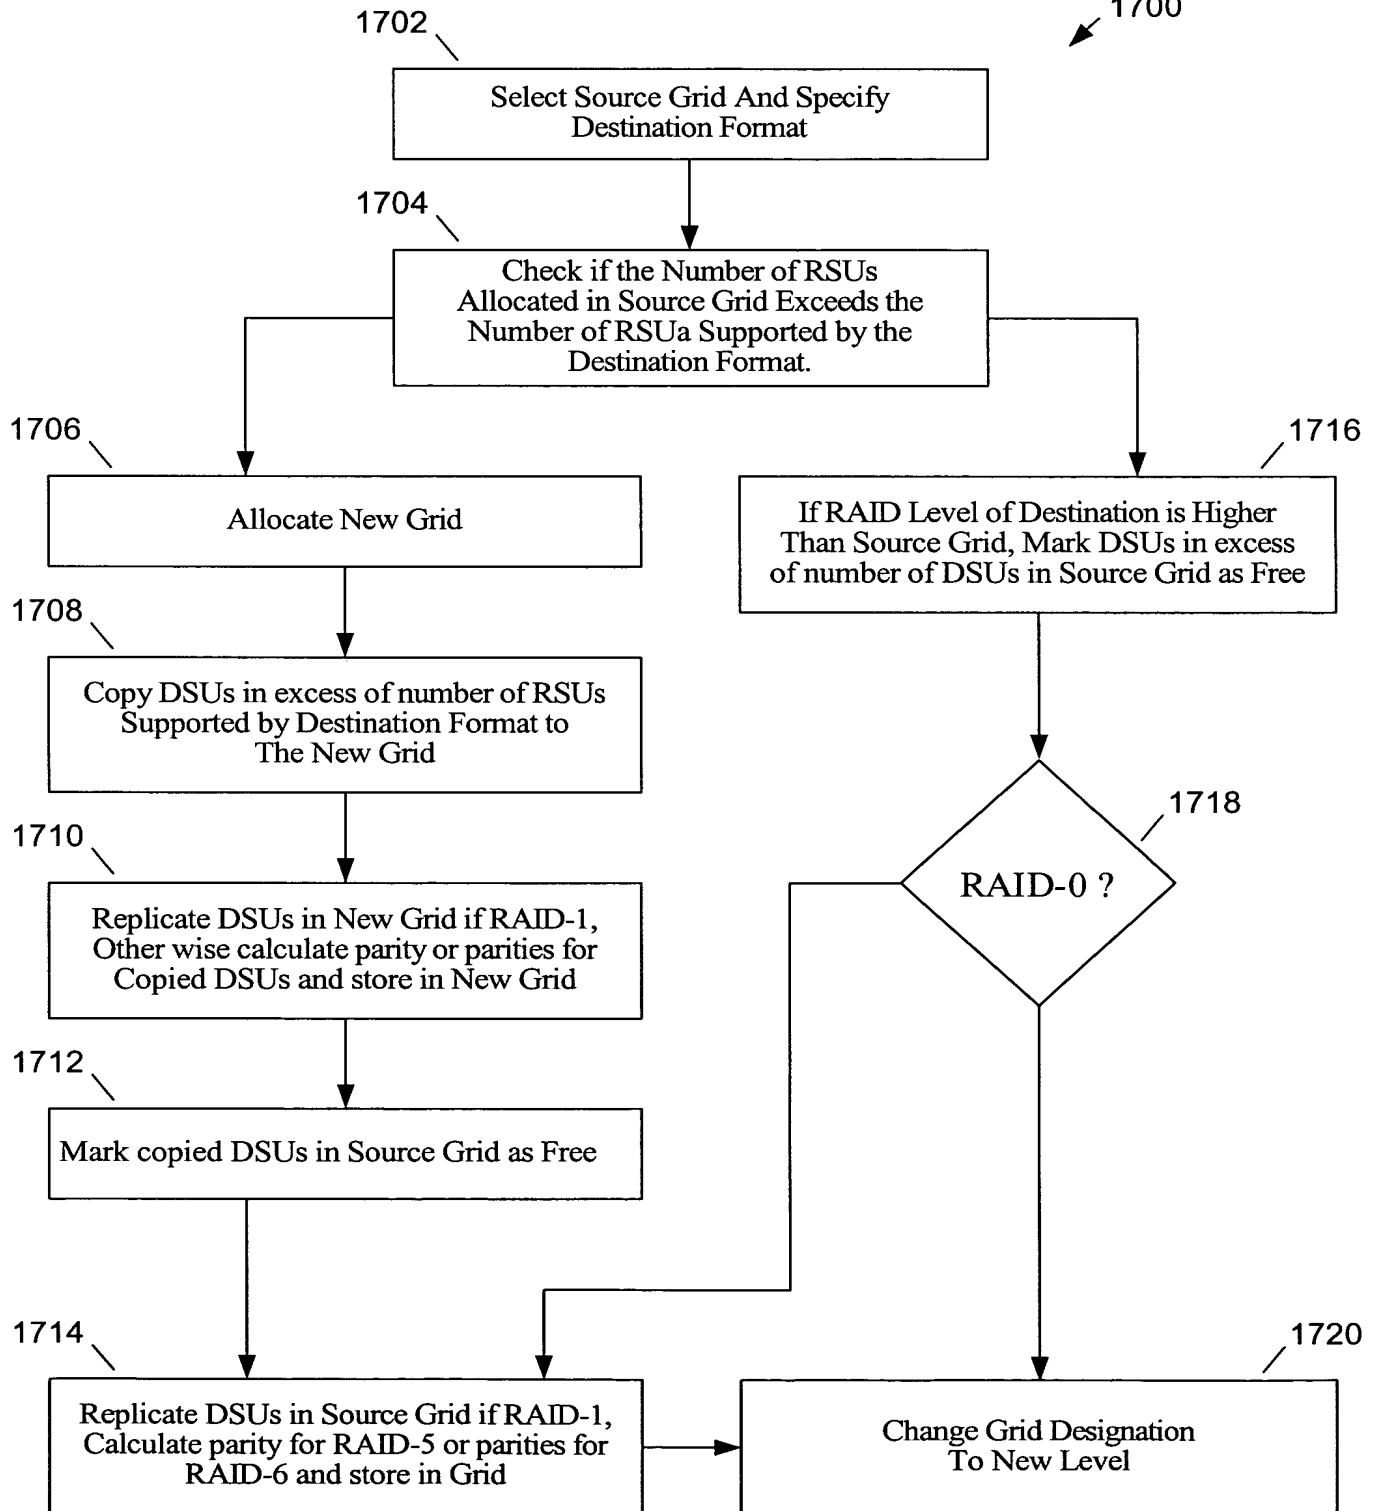 1700
1702
Select Source Grid And Specify
Destination Format
1704
Check if the Number of RSUs
Allocated in Source Grid Exceeds the
Number of RSUa Supported by the
Destination Format.
1706
Allocate New Grid
1716
If RAID Level of Destination is Higher
Than Source Grid, Mark DSUs in excess
of number of DSUs in Source Grid as Free
1708
Copy DSUs in excess of number of RSUs
Supported by Destination Format to
The New Grid
1718
RAID-0 ?
1710
Replicate DSUs in New Grid if RAID-1,
Other wise calculate parity or parities for
Copied DSUs and store in New Grid
1712
Mark copied DSUs in Source Grid as Free
1714
Replicate DSUs in Source Grid if RAID-1,
Calculate parity for RAID-5 or parities for
RAID-6 and store in Grid
1720
Change Grid Designation
To New Level